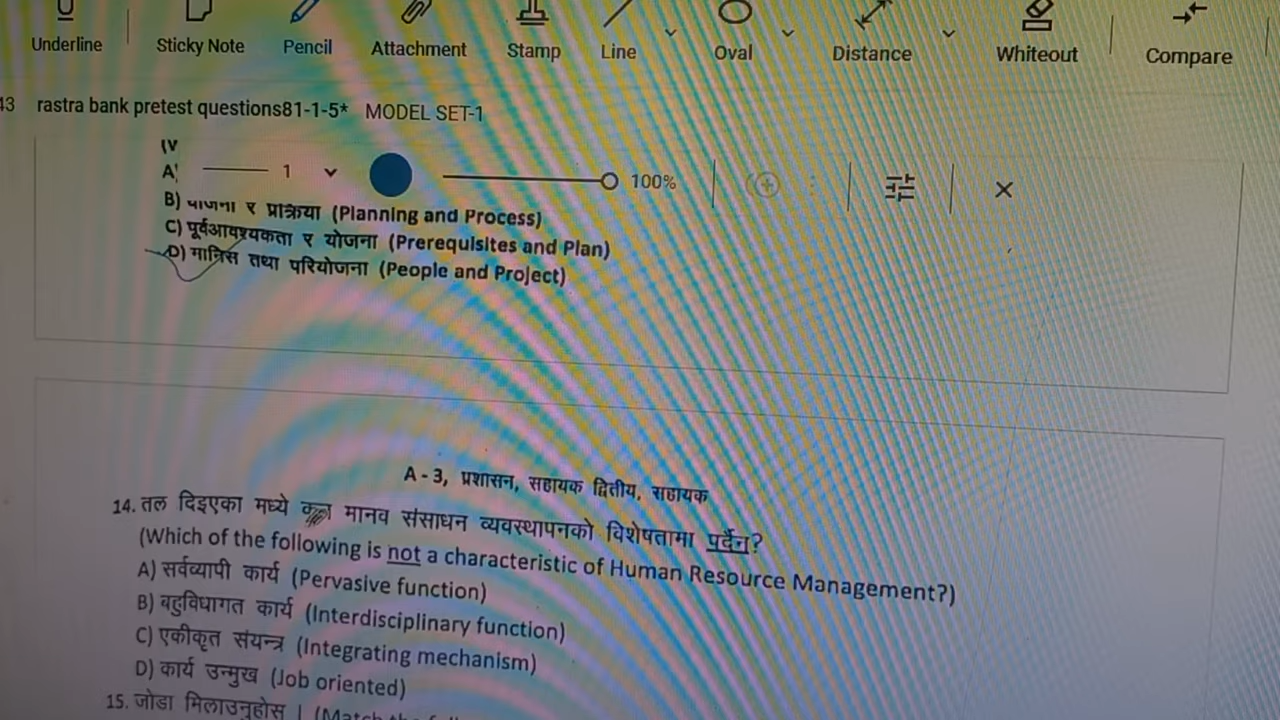 Underline Sticky Note Pencil Attachment Stamp Line Oval Distance Whiteout Compare
43 rastra bank pretest questions81-1-5* MODEL SET-1
(V
A) 1 100%
B) योजना र प्रक्रिया (Planning and Process)
C) पूर्वआवश्यकता र योजना (Prerequisites and Plan)
D) मानिस तथा परियोजना (People and Project)
A - 3, प्रशासन, सहायक द्वितीय, सहायक
14. तल दिइएका मध्ये मानव संसाधन व्यवस्थापनको विशेषतामा पर्दैन?
(Which of the following is not a characteristic of Human Resource Management?)
A) सर्वव्यापी कार्य (Pervasive function)
B) बहुविधागत कार्य (Interdisciplinary function)
C) एकीकृत संयन्त्र (Integrating mechanism)
D) कार्य उन्मुख (Job oriented)
15. जोडा मिलाउनुहोस् । (Match the